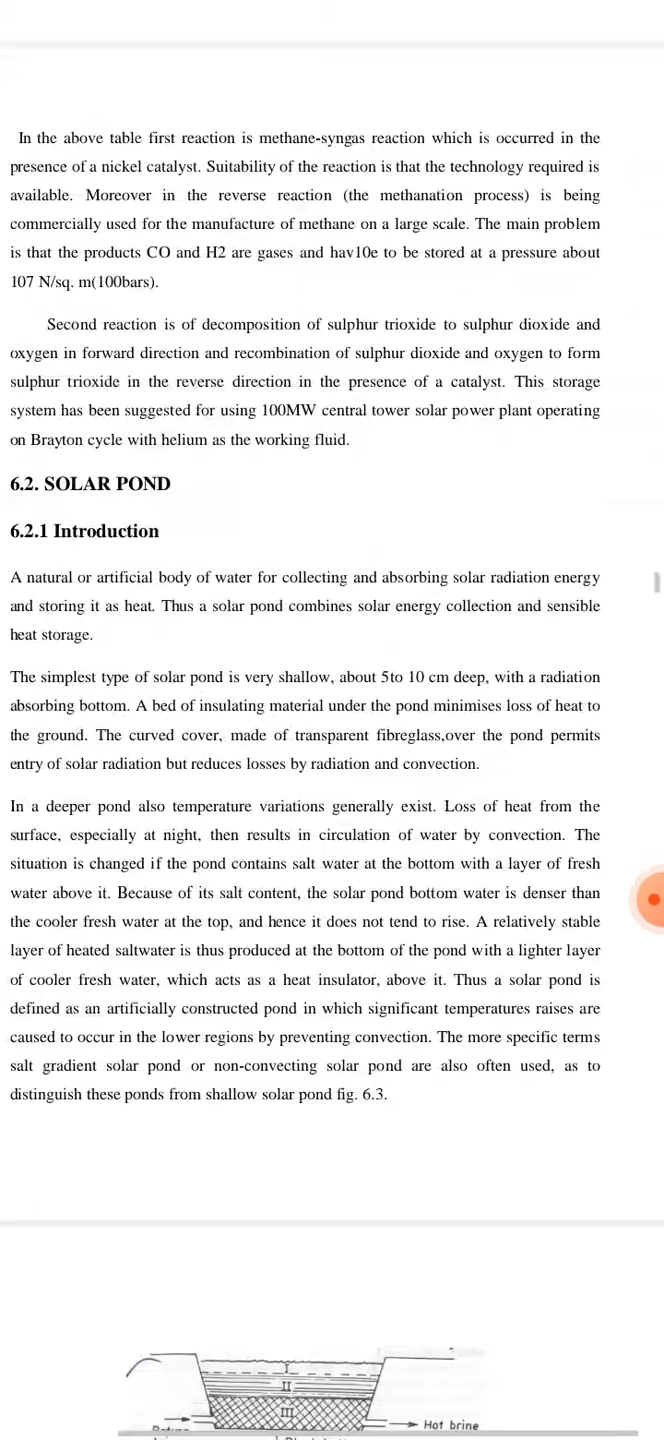 In the above table first reaction is methane-syngas reaction which is occurred in the
presence of a nickel catalyst. Suitability of the reaction is that the technology required is
available. Moreover in the reverse reaction (the methanation process) is being
commercially used for the manufacture of methane on a large scale. The main problem
is that the products CO and H2 are gases and hav10e to be stored at a pressure about
107 N/sq. m(100bars).
Second reaction is of decomposition of sulphur trioxide to sulphur dioxide and
oxygen in forward direction and recombination of sulphur dioxide and oxygen to form
sulphur trioxide in the reverse direction in the presence of a catalyst. This storage
system has been suggested for using 100MW central tower solar power plant operating
on Brayton cycle with helium as the working fluid.
6.2. SOLAR POND
6.2.1 Introduction
A natural or artificial body of water for collecting and absorbing solar radiation energy
and storing it as heat. Thus a solar pond combines solar energy collection and sensible
heat storage.
The simplest type of solar pond is very shallow, about 5to 10 cm deep, with a radiation
absorbing bottom. A bed of insulating material under the pond minimises loss of heat to
the ground. The curved cover, made of transparent fibreglass,over the pond permits
entry of solar radiation but reduces losses by radiation and convection.
In a deeper pond also temperature variations generally exist. Loss of heat from the
surface, especially at night, then results in circulation of water by convection. The
situation is changed if the pond contains salt water at the bottom with a layer of fresh
water above it. Because of its salt content, the solar pond bottom water is denser than
the cooler fresh water at the top, and hence it does not tend to rise. A relatively stable
layer of heated saltwater is thus produced at the bottom of the pond with a lighter layer
of cooler fresh water, which acts as a heat insulator, above it. Thus a solar pond is
defined as an artificially constructed pond in which significant temperatures raises are
caused to occur in the lower regions by preventing convection. The more specific terms
salt gradient solar pond or non-convecting solar pond are also often used, as to
distinguish these ponds from shallow solar pond fig. 6.3.
I
II
III
Hot brine